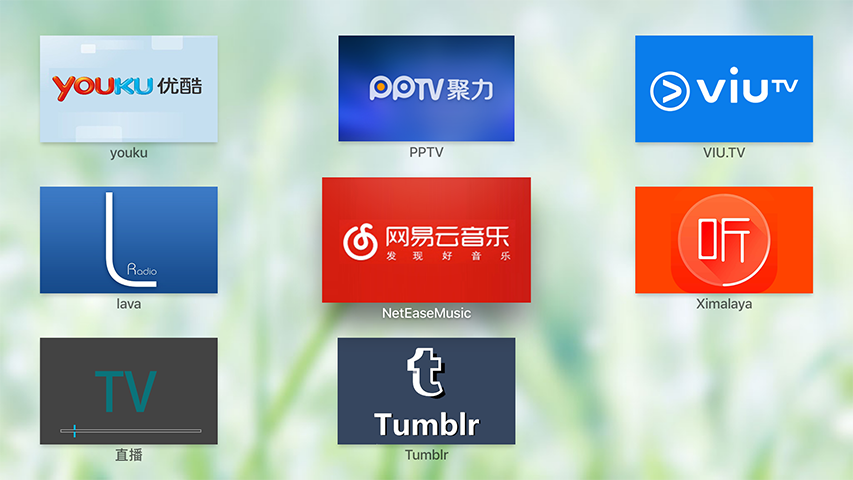 YOUKU 优酷
youku
PPTV 聚力
PPTV
viu TV
VIU.TV
L Radio
lava
网易云音乐
发现好音乐
NetEaseMusic
听
Ximalaya
TV
直播
t
Tumblr
Tumblr